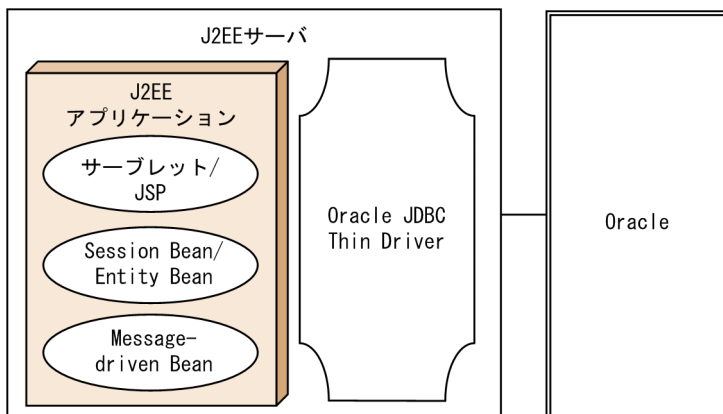 J2EEサーバ
J2EE
アプリケーション
サーブレット/
JSP
Session Bean/
Entity Bean
Message-
driven Bean
Oracle JDBC
Thin Driver
Oracle